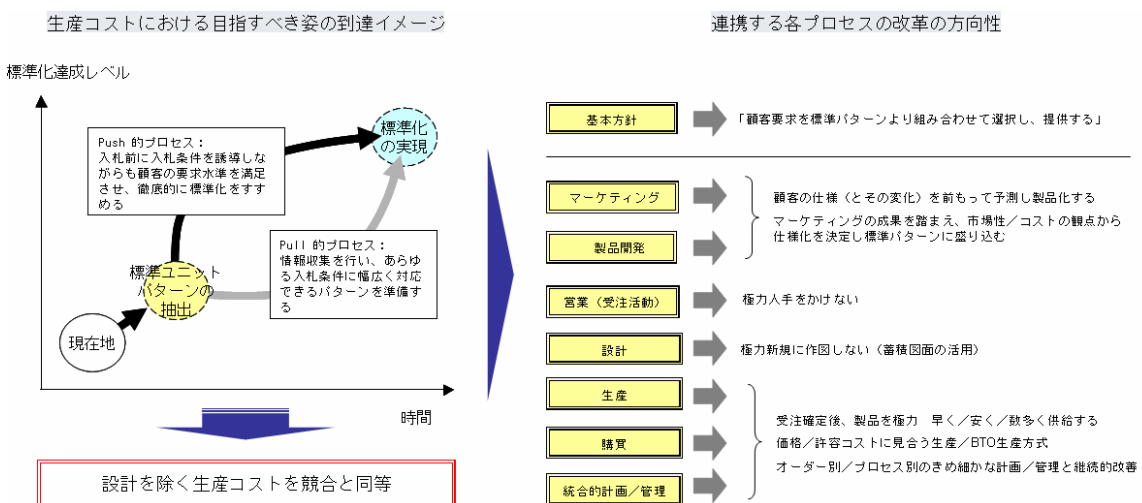 生産コストにおける目指すべき姿の到達イメージ
標準化達成レベル
Push 的プロセス：
入札前に入札条件を誘導しな
がらも顧客の要求水準を満足
させ、徹底的に標準化をすす
める
標準化
の実現
Pull 的プロセス：
情報収集を行い、あらゆ
る入札条件に幅広く対応
できるパターンを準備す
る
標準ユニット
パターンの
抽出
現在地
時間
設計を除く生産コストを競合と同等
連携する各プロセスの改革の方向性
基本方針
「顧客要求を標準パターンより組み合わせて選択し、提供する」
マーケティング
顧客の仕様（とその変化）を前もって予測し製品化する
マーケティングの成果を踏まえ、市場性／コストの観点から
仕様化を決定し標準パターンに盛り込む
製品開発
営業（受注活動）
極力人手をかけない
設計
極力新規に作図しない（蓄積図面の活用）
生産
受注確定後、製品を極力　早く／安く／数多く供給する
価格／許容コストに見合う生産／BTO生産方式
オーダー別／プロセス別のきめ細かな計画／管理と継続的改善
購買
統合的計画／管理